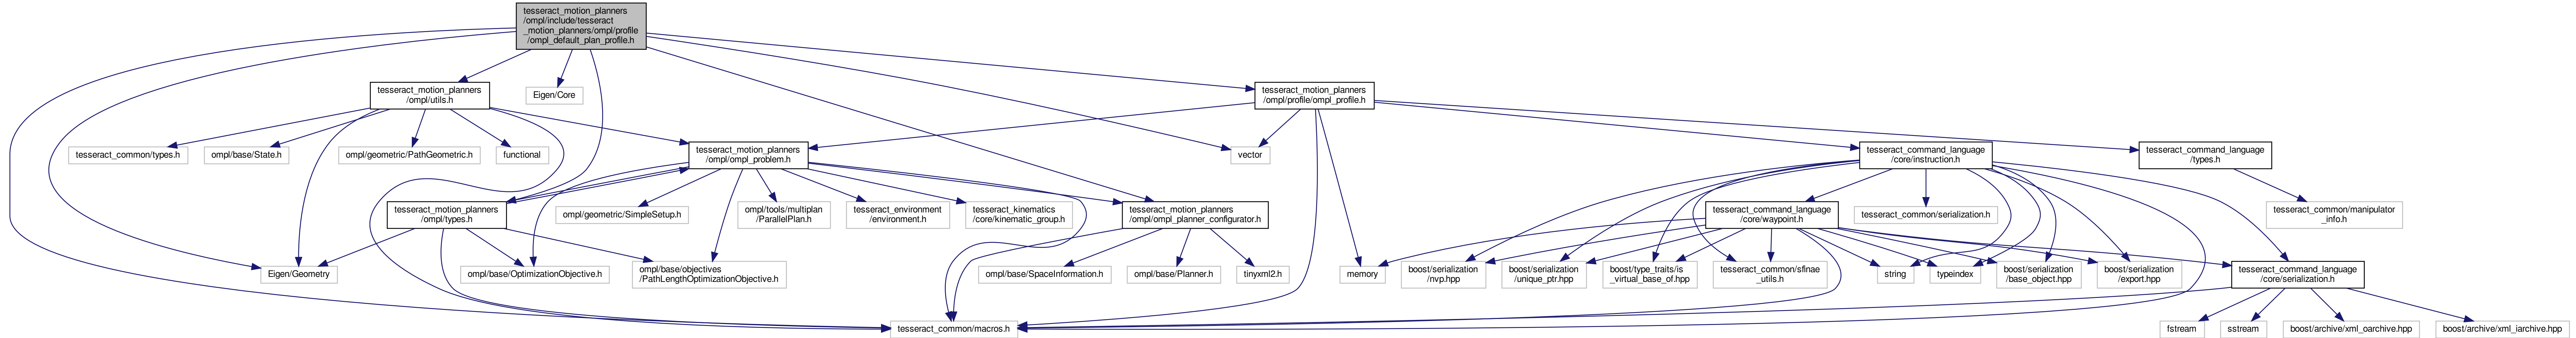 tesseract_motion_planners
/ompl/include/tesseract
_motion_planners/ompl/profile
/ompl_default_plan_profile.h
tesseract_motion_planners
/ompl/utils.h
Eigen/Core
tesseract_motion_planners
/ompl/profile/ompl_profile.h
tesseract_common/types.h
ompl/base/State.h
ompl/geometric/PathGeometric.h
functional
tesseract_motion_planners
/ompl/ompl_problem.h
vector
tesseract_command_language
/core/instruction.h
tesseract_command_language
/types.h
tesseract_motion_planners
/ompl/types.h
ompl/geometric/SimpleSetup.h
ompl/tools/multiplan
/ParallelPlan.h
tesseract_environment
/environment.h
tesseract_kinematics
/core/kinematic_group.h
tesseract_motion_planners
/ompl/ompl_planner_configurator.h
tesseract_command_language
/core/waypoint.h
tesseract_common/serialization.h
tesseract_common/manipulator
_info.h
Eigen/Geometry
ompl/base/OptimizationObjective.h
ompl/base/objectives
/PathLengthOptimizationObjective.h
ompl/base/SpaceInformation.h
ompl/base/Planner.h
tinyxml2.h
memory
boost/serialization
/nvp.hpp
boost/serialization
/unique_ptr.hpp
boost/type_traits/is
_virtual_base_of.hpp
tesseract_common/sfinae
_utils.h
string
typeindex
boost/serialization
/base_object.hpp
boost/serialization
/export.hpp
tesseract_command_language
/core/serialization.h
tesseract_common/macros.h
fstream
sstream
boost/archive/xml_oarchive.hpp
boost/archive/xml_iarchive.hpp